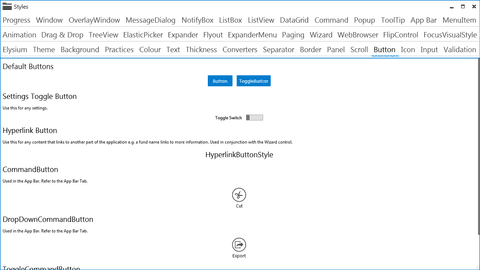 Styles
Progress Window OverlayWindow MessageDialog NotifyBox ListBox ListView DataGrid Command Popup ToolTip App Bar MenuItem
Animation Drag & Drop TreeView ElasticPicker Expander Flyout ExpanderMenu Paging Wizard WebBrowser FlipControl FocusVisualStyle
Elysium Theme Background Practices Colour Text Thickness Converters Separator Border Panel Scroll Button Icon Input Validation
Default Buttons
Button ToggleButton
Settings Toggle Button
Use this for any settings.
Toggle Switch
Hyperlink Button
Use this for any content that links to another part of the application e.g. a fund name links to more information. Used in conjunction with the Wizard control.
HyperlinkButtonStyle
CommandButton
Used in the App Bar. Refer to the App Bar Tab.
Cut
DropDownCommandButton
Used in the App Bar. Refer to the App Bar Tab.
Export
ToggleCommandButton